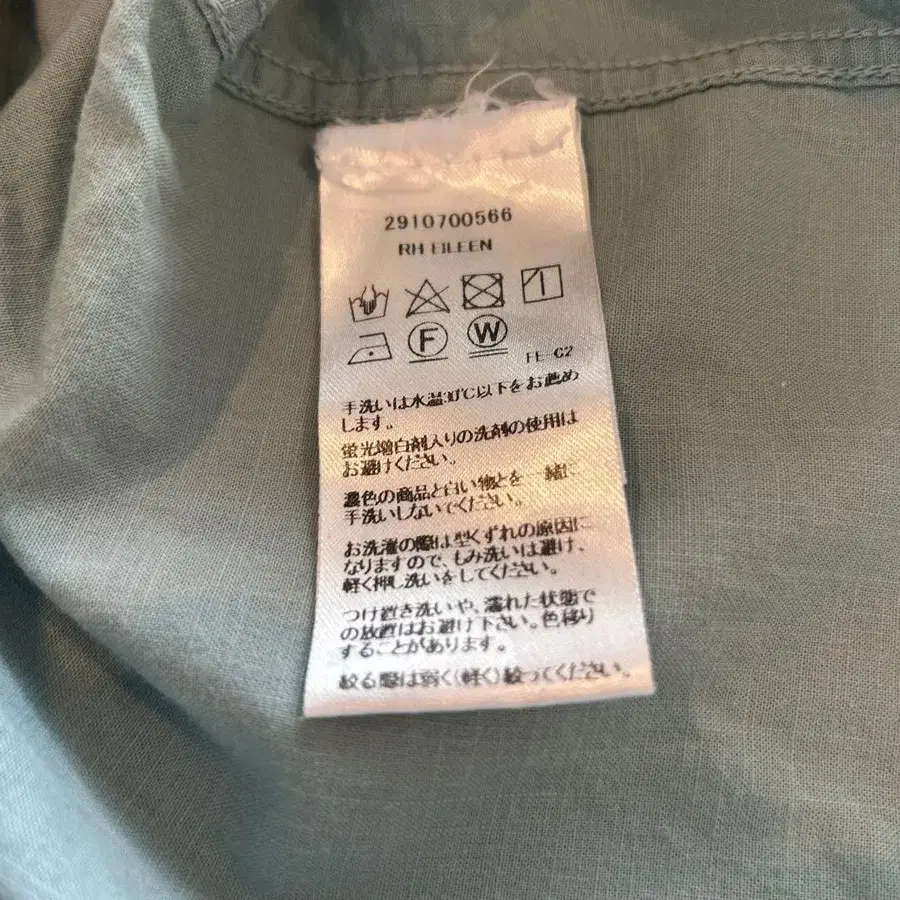 2910700566
RH EILEEN
F
W
FE-C2
手洗いは水温30℃以下をお薦め
します。
蛍光増白剤入りの洗剤の使用は
お避けください。
濃色の商品と白い物とを一緒に
手洗いしないでください。
お洗濯の際は型くずれの原因に
なりますので、もみ洗いは避け、
軽く押し洗いをしてください。
つけ置き洗いや、濡れた状態で
の放置はお避け下さい。色移り
することがあります。
絞る際は弱く(軽く)絞ってください。